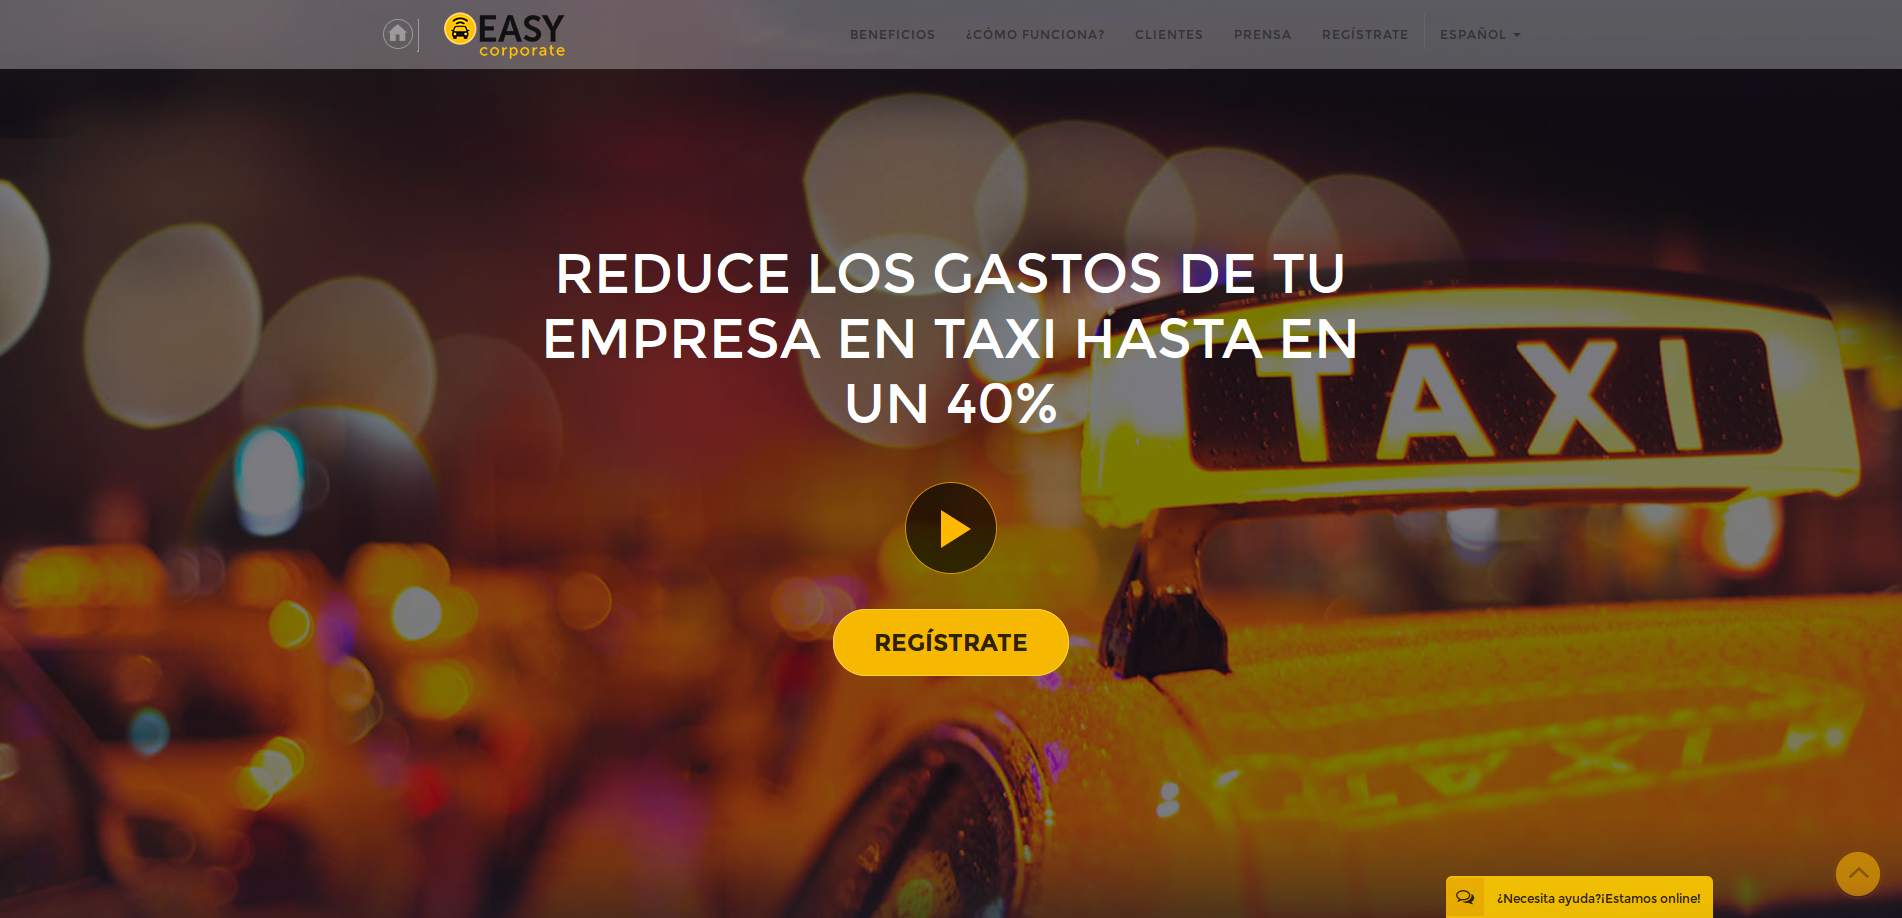 EASY
corporate
BENEFICIOS ¿CÓMO FUNCIONA? CLIENTES PRENSA REGÍSTRATE ESPAÑOL
REDUCE LOS GASTOS DE TU
EMPRESA EN TAXI HASTA EN
UN 40%
TAXI
REGÍSTRATE
¿Necesita ayuda?¡Estamos online!